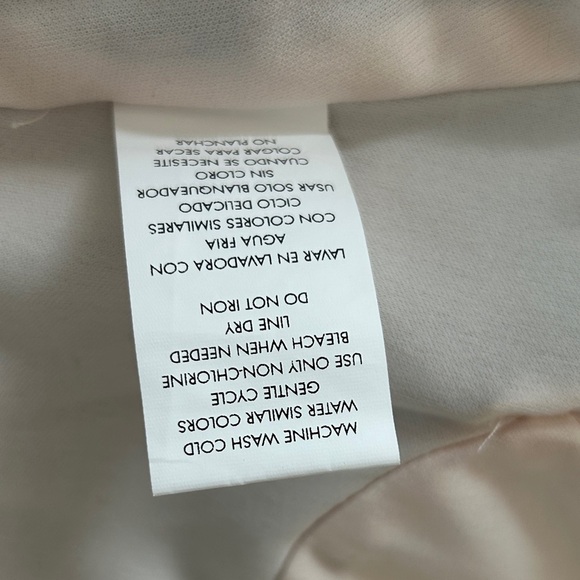 MACHINE WASH COLD
WATER SIMILAR COLORS
GENTLE CYCLE
USE ONLY NON-CHLORINE
BLEACH WHEN NEEDED
LINE DRY
DO NOT IRON
LAVAR EN LAVADORA CON
AGUA FRIA
CON COLORES SIMILARES
CICLO DELICADO
USAR SOLO BLANQUEADOR
SIN CLORO
CUANDO SE NECESITE
COLGAR PARA SECAR
NO PLANCHAR